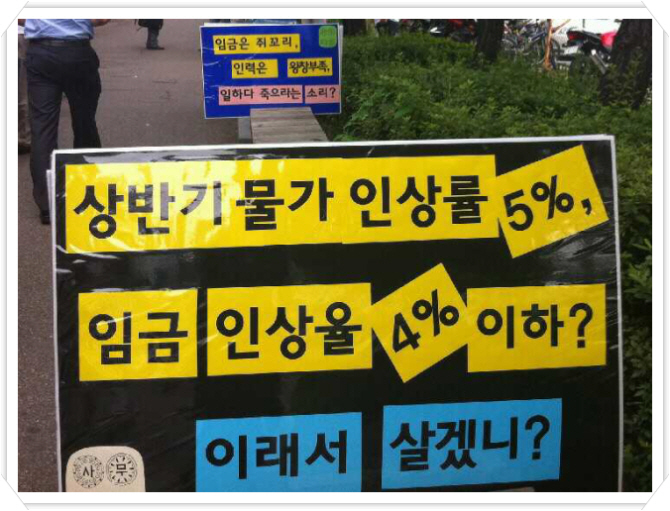 임금은 쥐꼬리,
인력은 왕창부족,
일하다 죽으라는 소리?
상반기 물가 인상률 5%,
임금 인상율 4% 이하?
이래서 살겠니?
사무